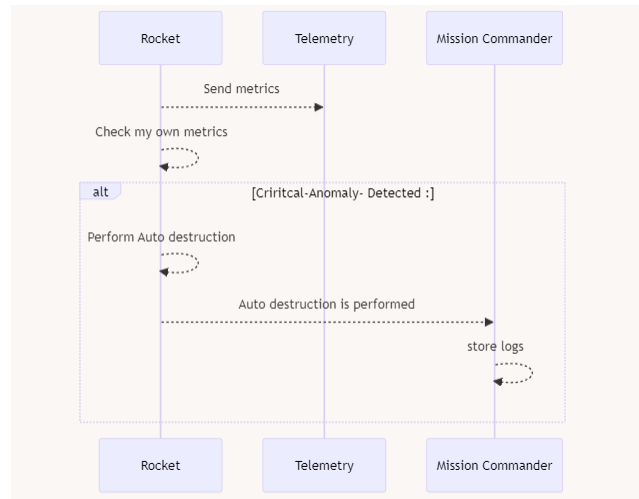 Rocket
Telemetry
Mission Commander
Send metrics
Check my own metrics
alt
[Criritcal-Anomaly- Detected :]
Perform Auto destruction
Auto destruction is performed
store logs
Rocket
Telemetry
Mission Commander